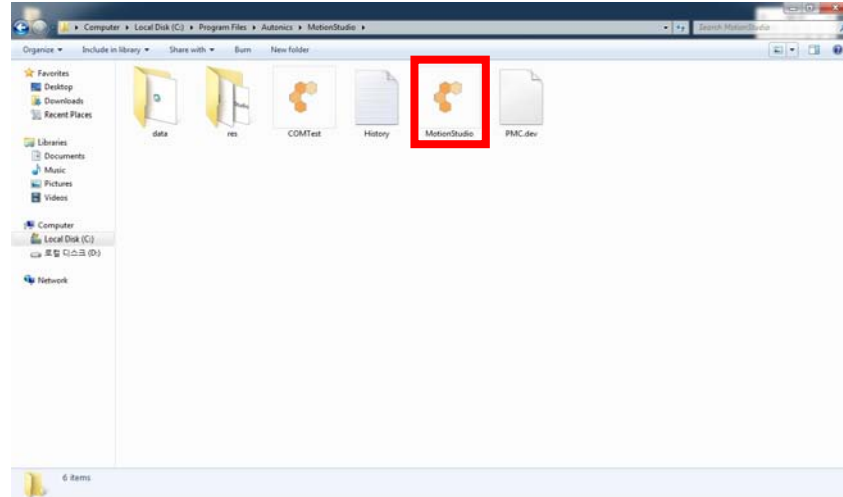 Computer ▸ Local Disk (C:) ▸ Program Files ▸ Autonics ▸ MotionStudio ▸
Search MotionStudio
Organize Include in library Share with Burn New folder
Favorites
Desktop
Downloads
Recent Places
Libraries
Documents
Music
Pictures
Videos
Computer
Local Disk (C:)
로컬 디스크 (D:)
Network
data res COMTest History MotionStudio PMC.dev
6 items